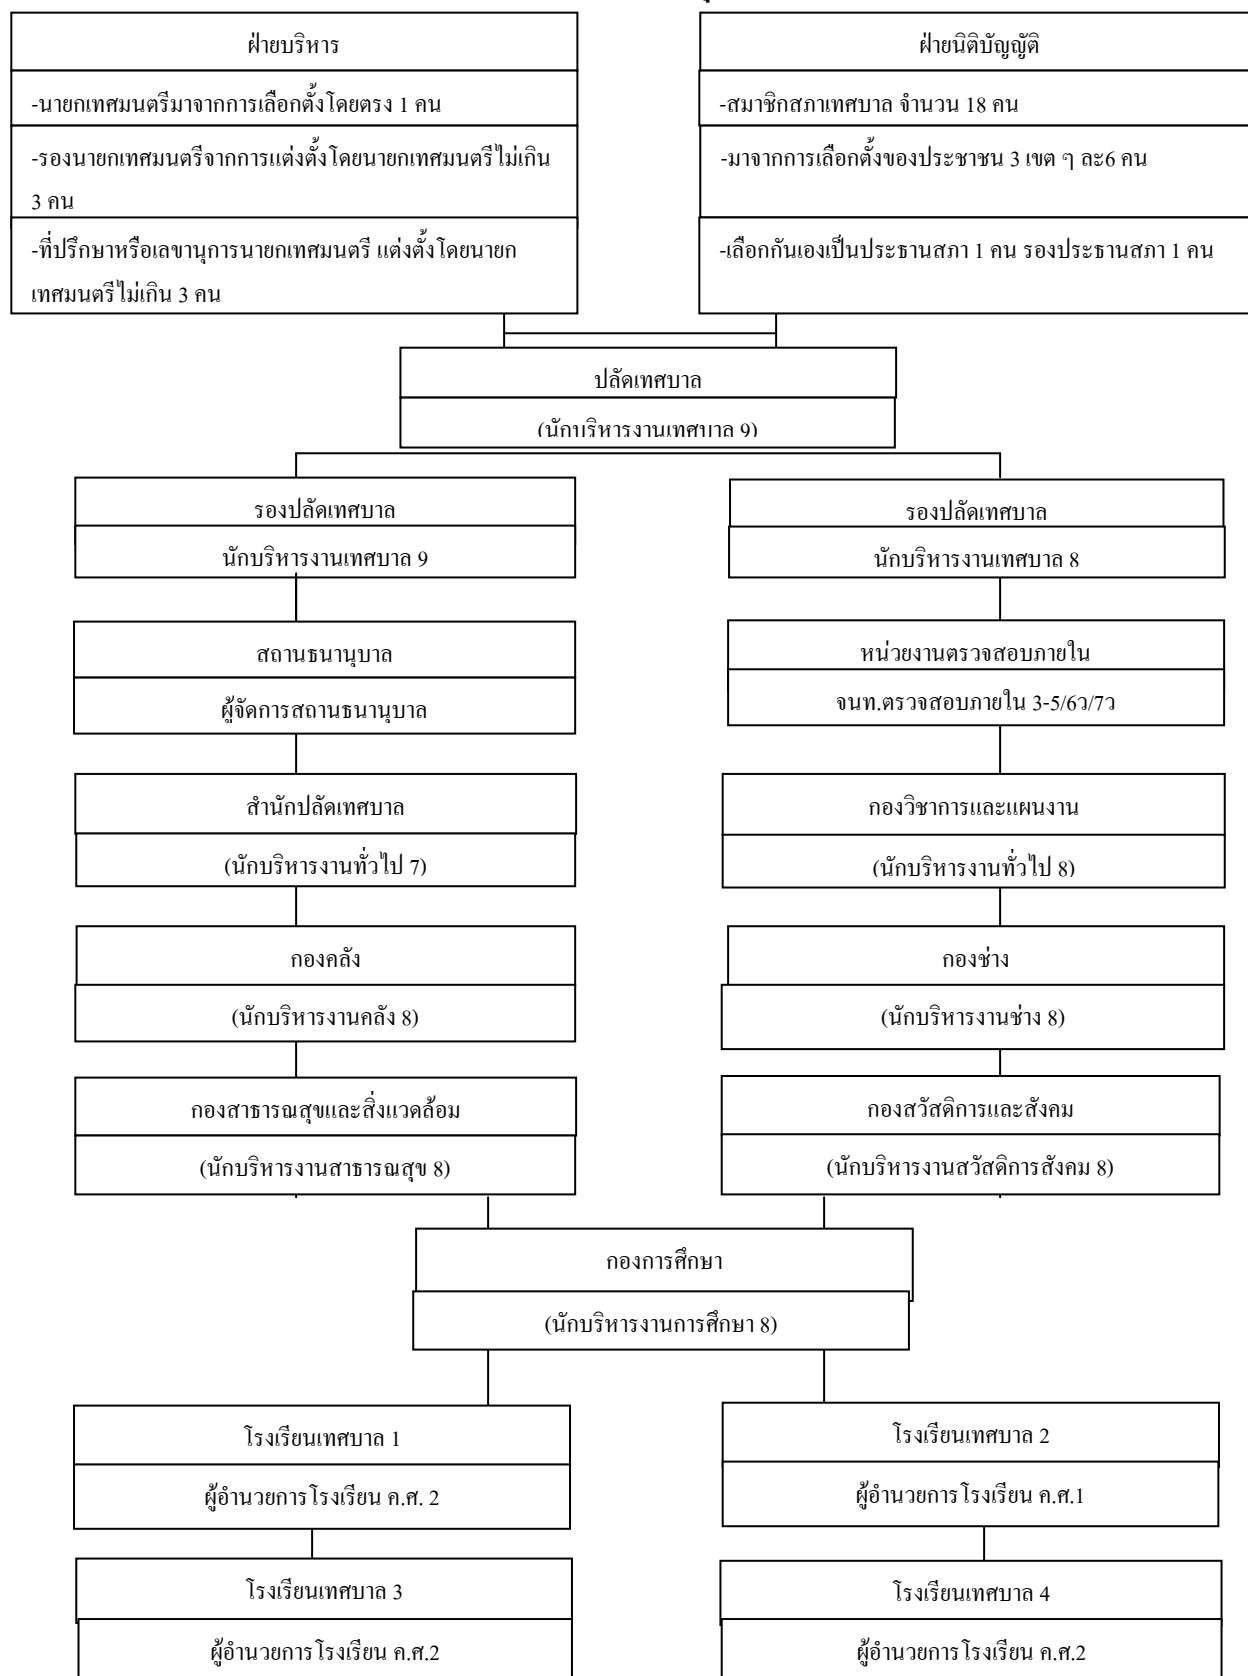 ฝ่ายบริหาร
ฝ่ายนิติบัญญัติ
-นายกเทศมนตรีมาจากการเลือกตั้งโดยตรง 1 คน
-สมาชิกสภาเทศบาล จำนวน 18 คน
-รองนายกเทศมนตรีจากการแต่งตั้งโดยนายกเทศมนตรีไม่เกิน
3 คน
-มาจากการเลือกตั้งของประชาชน 3 เขต ๆ ละ6 คน
-ที่ปรึกษาหรือเลขานุการนายกเทศมนตรี แต่งตั้งโดยนายก
เทศมนตรีไม่เกิน 3 คน
-เลือกกันเองเป็นประธานสภา 1 คน รองประธานสภา 1 คน
ปลัดเทศบาล
(นักบริหารงานเทศบาล 9)
รองปลัดเทศบาล
รองปลัดเทศบาล
นักบริหารงานเทศบาล 9
นักบริหารงานเทศบาล 8
สถานธนานุบาล
หน่วยงานตรวจสอบภายใน
ผู้จัดการสถานธนานุบาล
จนท.ตรวจสอบภายใน 3-5/6ว/7ว
สำนักปลัดเทศบาล
กองวิชาการและแผนงาน
(นักบริหารงานทั่วไป 7)
(นักบริหารงานทั่วไป 8)
กองคลัง
กองช่าง
(นักบริหารงานคลัง 8)
(นักบริหารงานช่าง 8)
กองสาธารณสุขและสิ่งแวดล้อม
กองสวัสดิการและสังคม
(นักบริหารงานสาธารณสุข 8)
(นักบริหารงานสวัสดิการสังคม 8)
กองการศึกษา
(นักบริหารงานการศึกษา 8)
โรงเรียนเทศบาล 1
โรงเรียนเทศบาล 2
ผู้อำนวยการโรงเรียน ค.ศ. 2
ผู้อำนวยการโรงเรียน ค.ศ.1
โรงเรียนเทศบาล 3
โรงเรียนเทศบาล 4
ผู้อำนวยการโรงเรียน ค.ศ.2
ผู้อำนวยการโรงเรียน ค.ศ.2